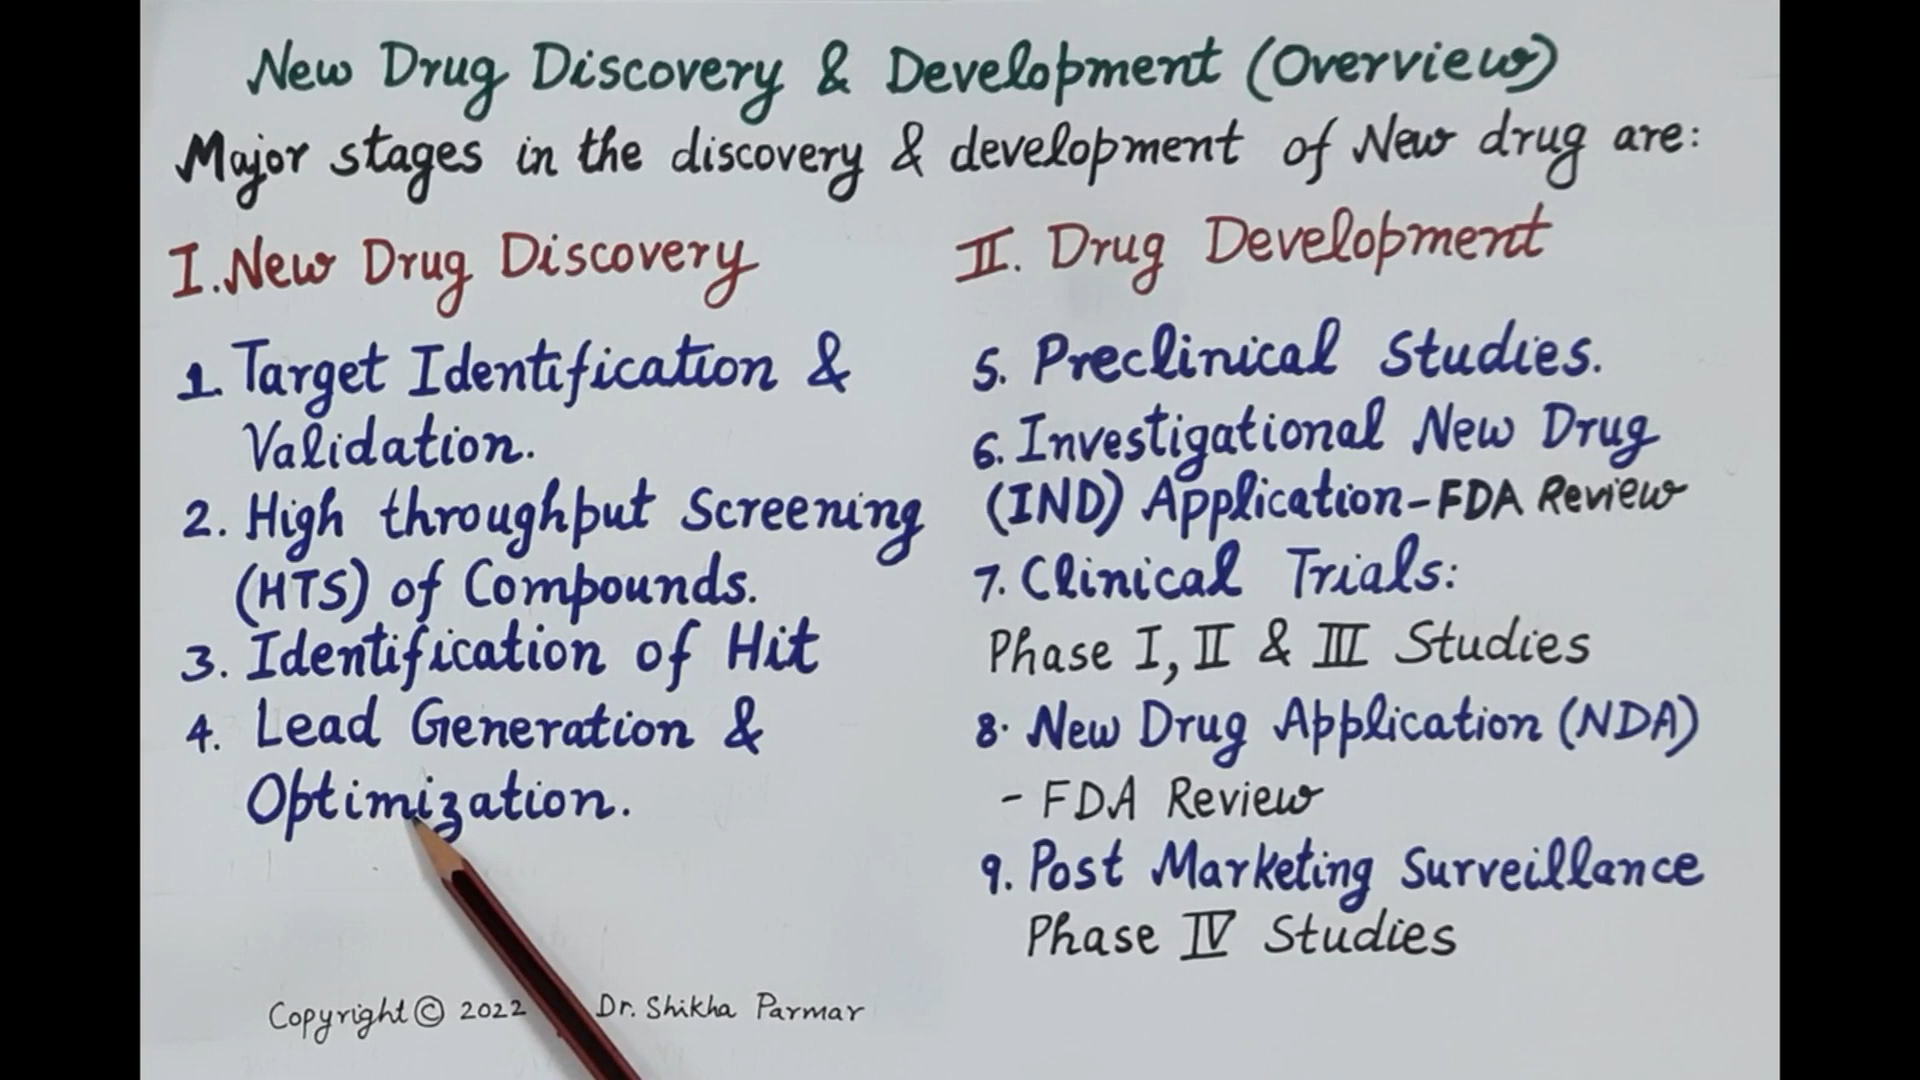 New Drug Discovery & Development (Overview)
Major stages in the discovery & development of New drug are:
I. New Drug Discovery
1. Target Identification &
Validation.
2. High throughput Screening
(HTS) of Compounds.
3. Identification of Hit
4. Lead Generation &
Optimization.
II. Drug Development
5. Preclinical Studies.
6. Investigational New Drug
(IND) Application-FDA Review
7. Clinical Trials:
Phase I, II & III Studies
8. New Drug Application (NDA)
- FDA Review
9. Post Marketing Surveillance
Phase IV Studies
Copyright © 2022 Dr. Shikha Parmar